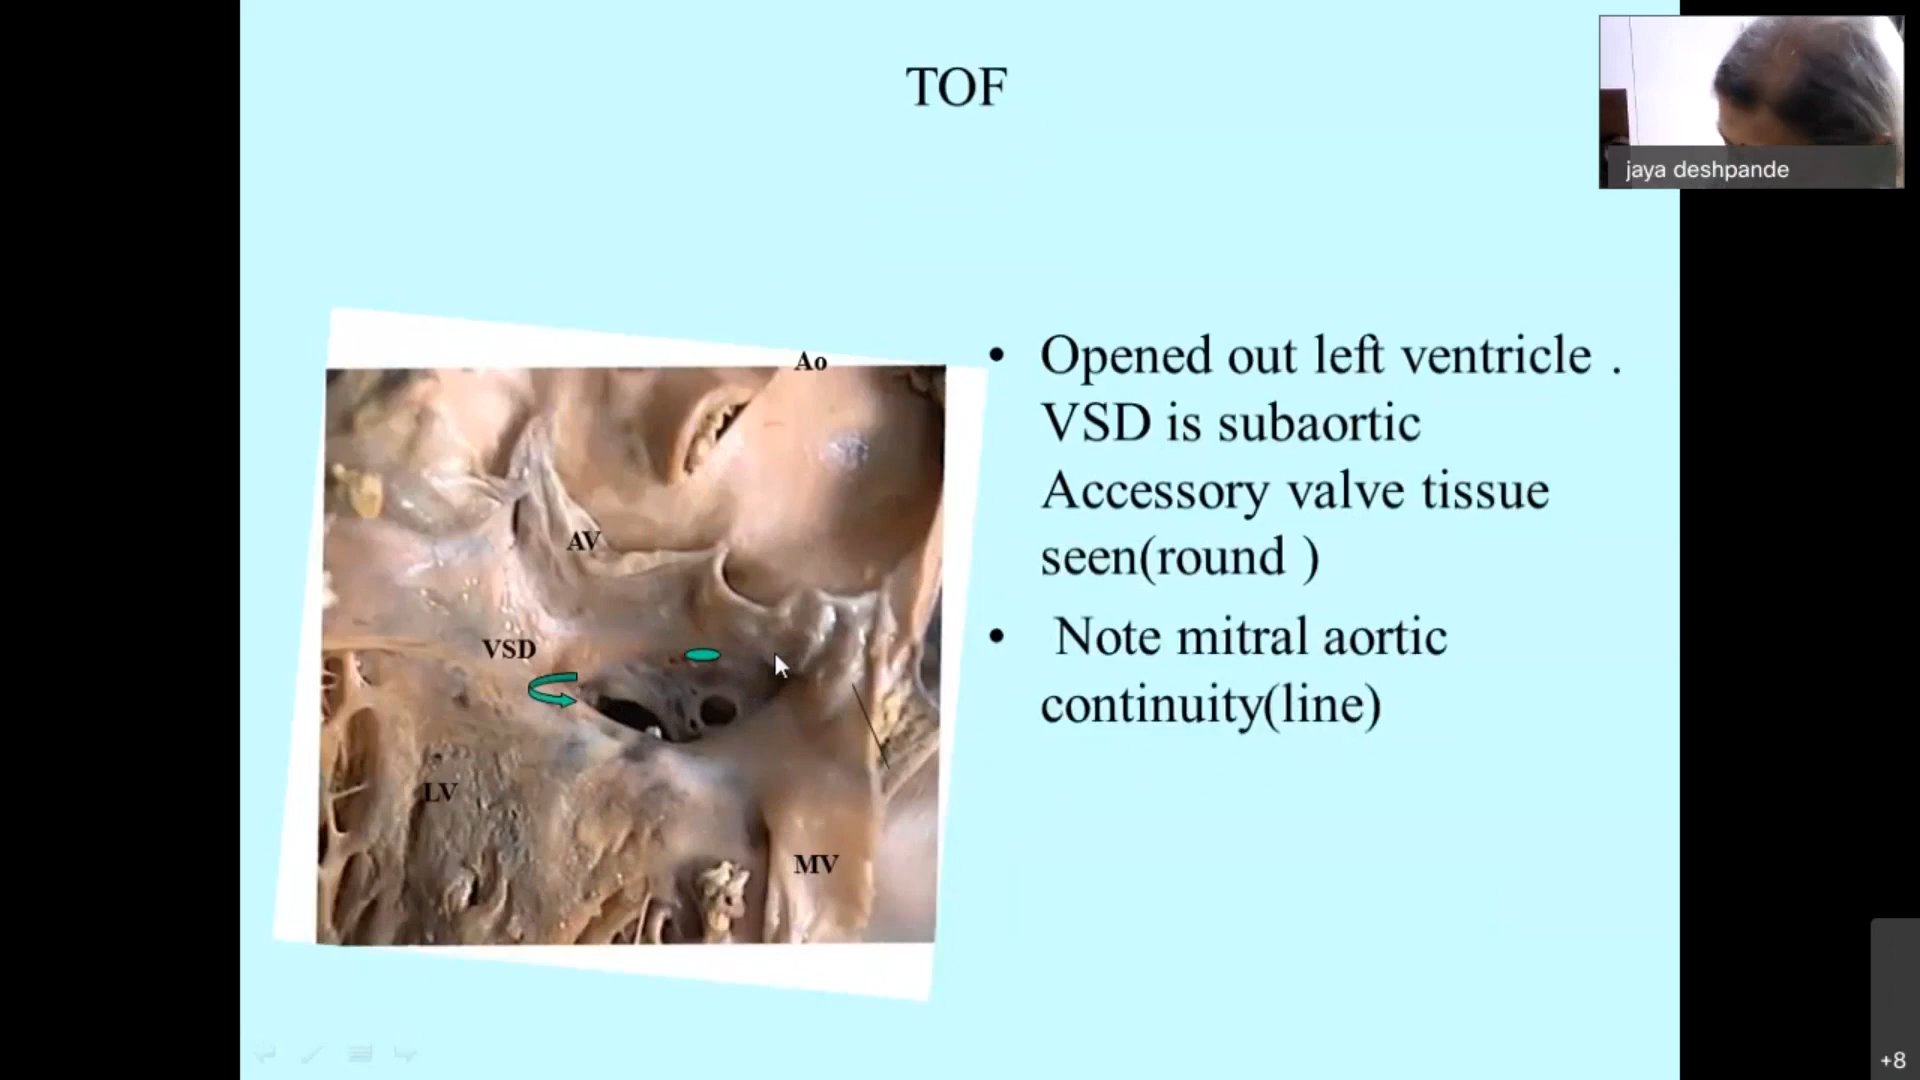 TOF
jaya deshpande
Ao
AV
VSD
LV
MV
• Opened out left ventricle .
VSD is subaortic
Accessory valve tissue
seen(round )
• Note mitral aortic
continuity(line)
+8